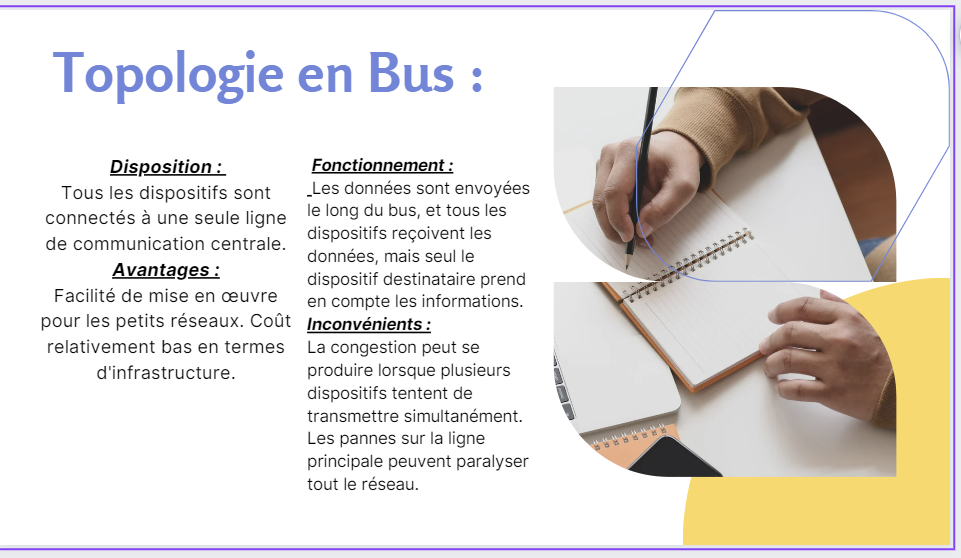 Topologie en Bus :
Disposition :
Tous les dispositifs sont
connectés à une seule ligne
de communication centrale.
Avantages :
Facilité de mise en œuvre
pour les petits réseaux. Coût
relativement bas en termes
d'infrastructure.
Fonctionnement :
Les données sont envoyées
le long du bus, et tous les
dispositifs reçoivent les
données, mais seul le
dispositif destinataire prend
en compte les informations.
Inconvénients :
La congestion peut se
produire lorsque plusieurs
dispositifs tentent de
transmettre simultanément.
Les pannes sur la ligne
principale peuvent paralyser
tout le réseau.